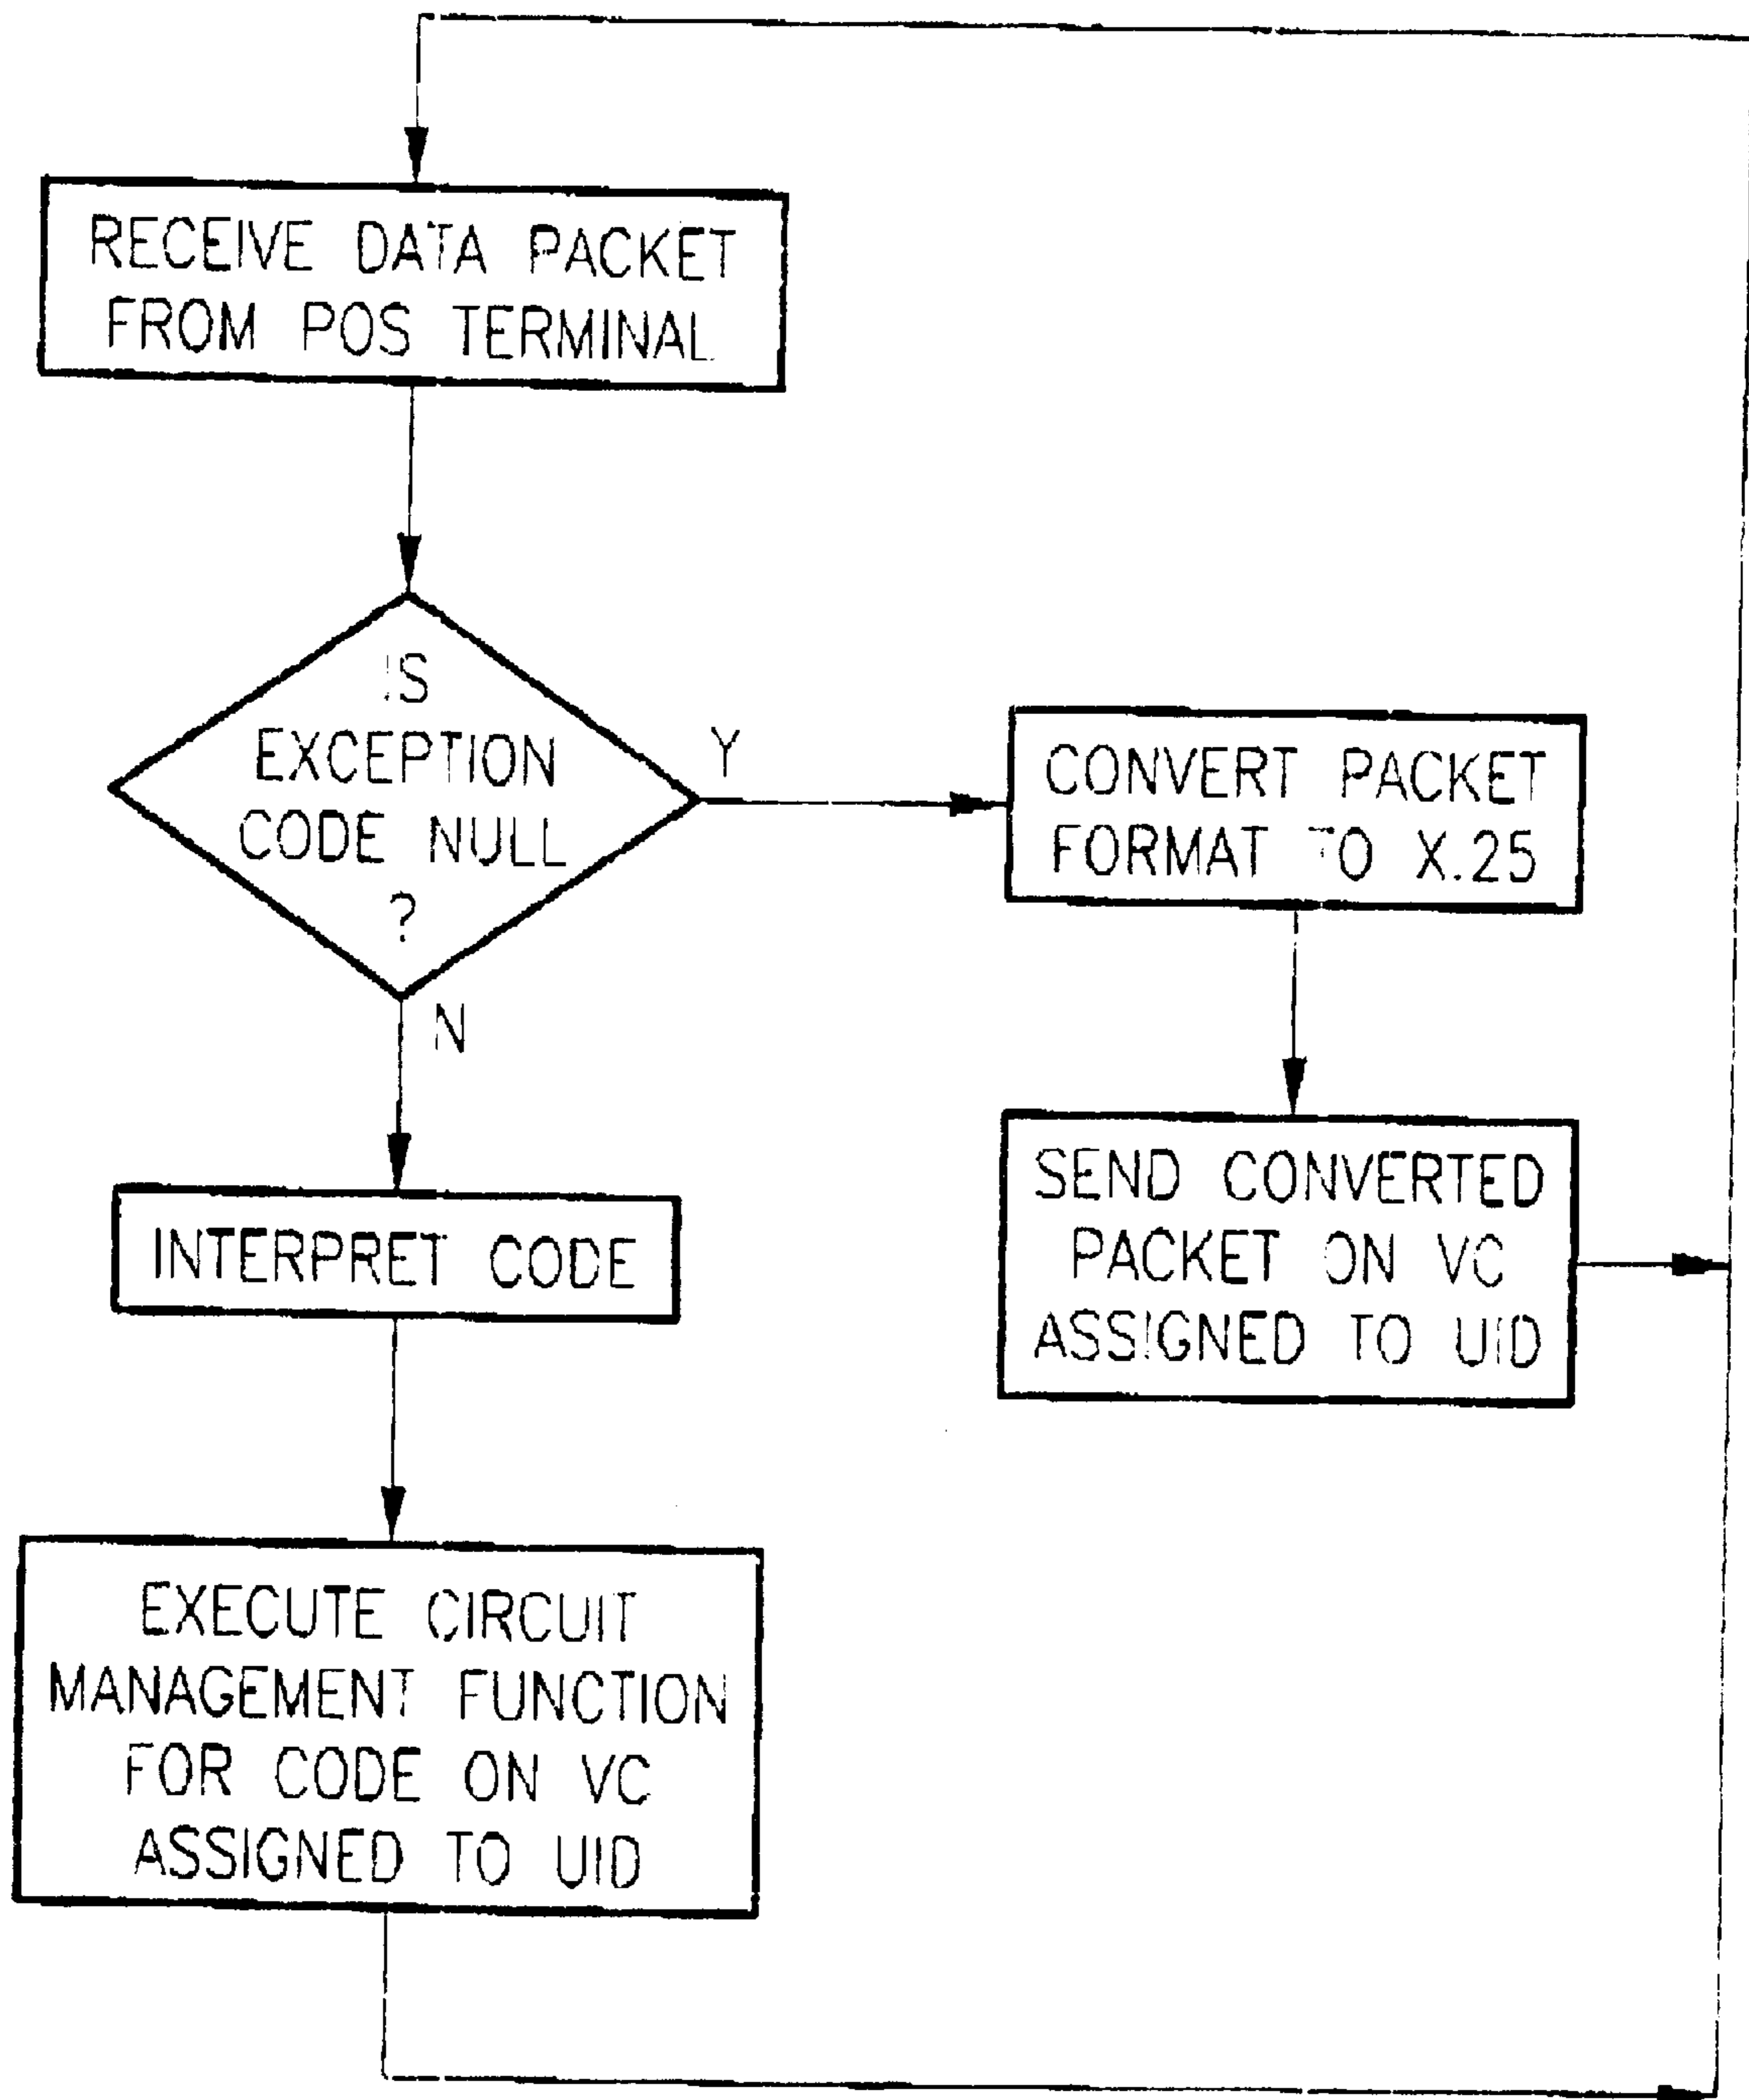 RECEIVE DATA PACKET
FROM POS TERMINAL
IS
EXCEPTION
CODE NULL
?
Y
N
CONVERT PACKET
FORMAT TO X.25
SEND CONVERTED
PACKET ON VC
ASSIGNED TO UID
INTERPRET CODE
EXECUTE CIRCUIT
MANAGEMENT FUNCTION
FOR CODE ON VC
ASSIGNED TO UID